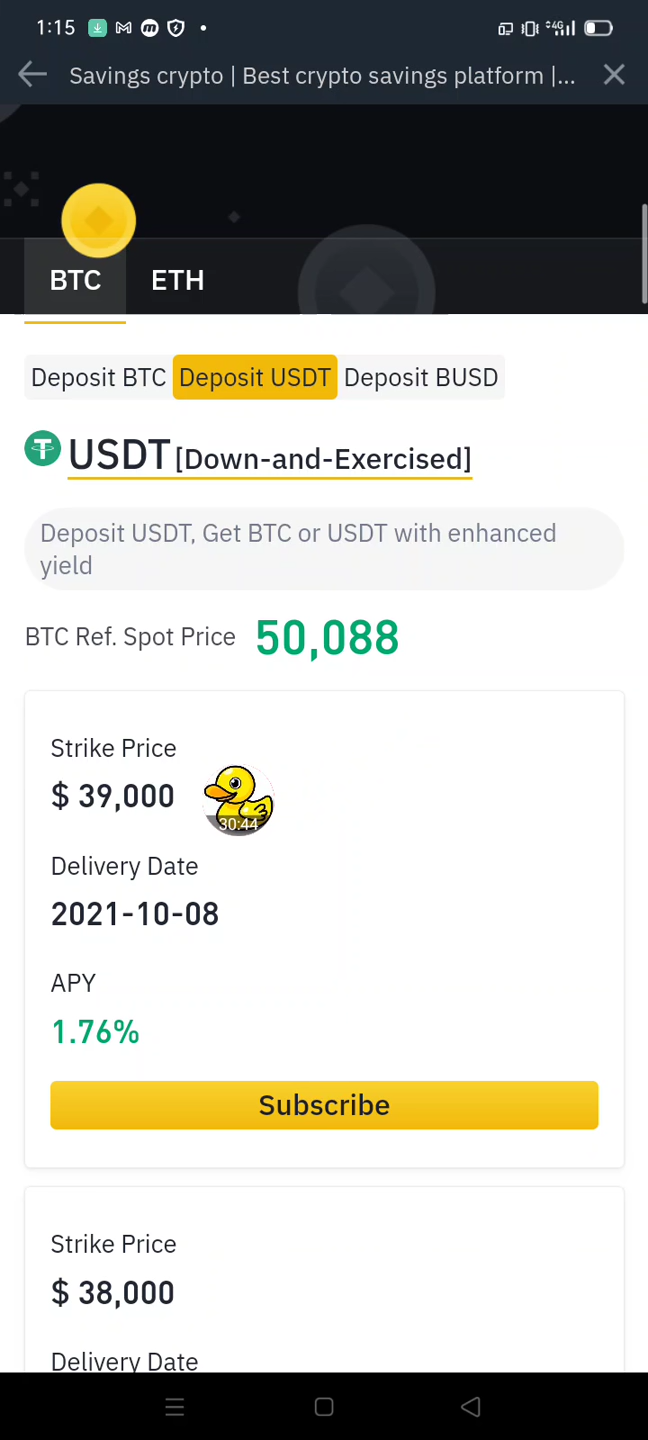 1:15
4G
Savings crypto | Best crypto savings platform |...
BTC ETH
Deposit BTC Deposit USDT Deposit BUSD
USDT [Down-and-Exercised]
Deposit USDT, Get BTC or USDT with enhanced
yield
BTC Ref. Spot Price 50,088
Strike Price
$ 39,000
30:44
Delivery Date
2021-10-08
APY
1.76%
Subscribe
Strike Price
$ 38,000
Delivery Date